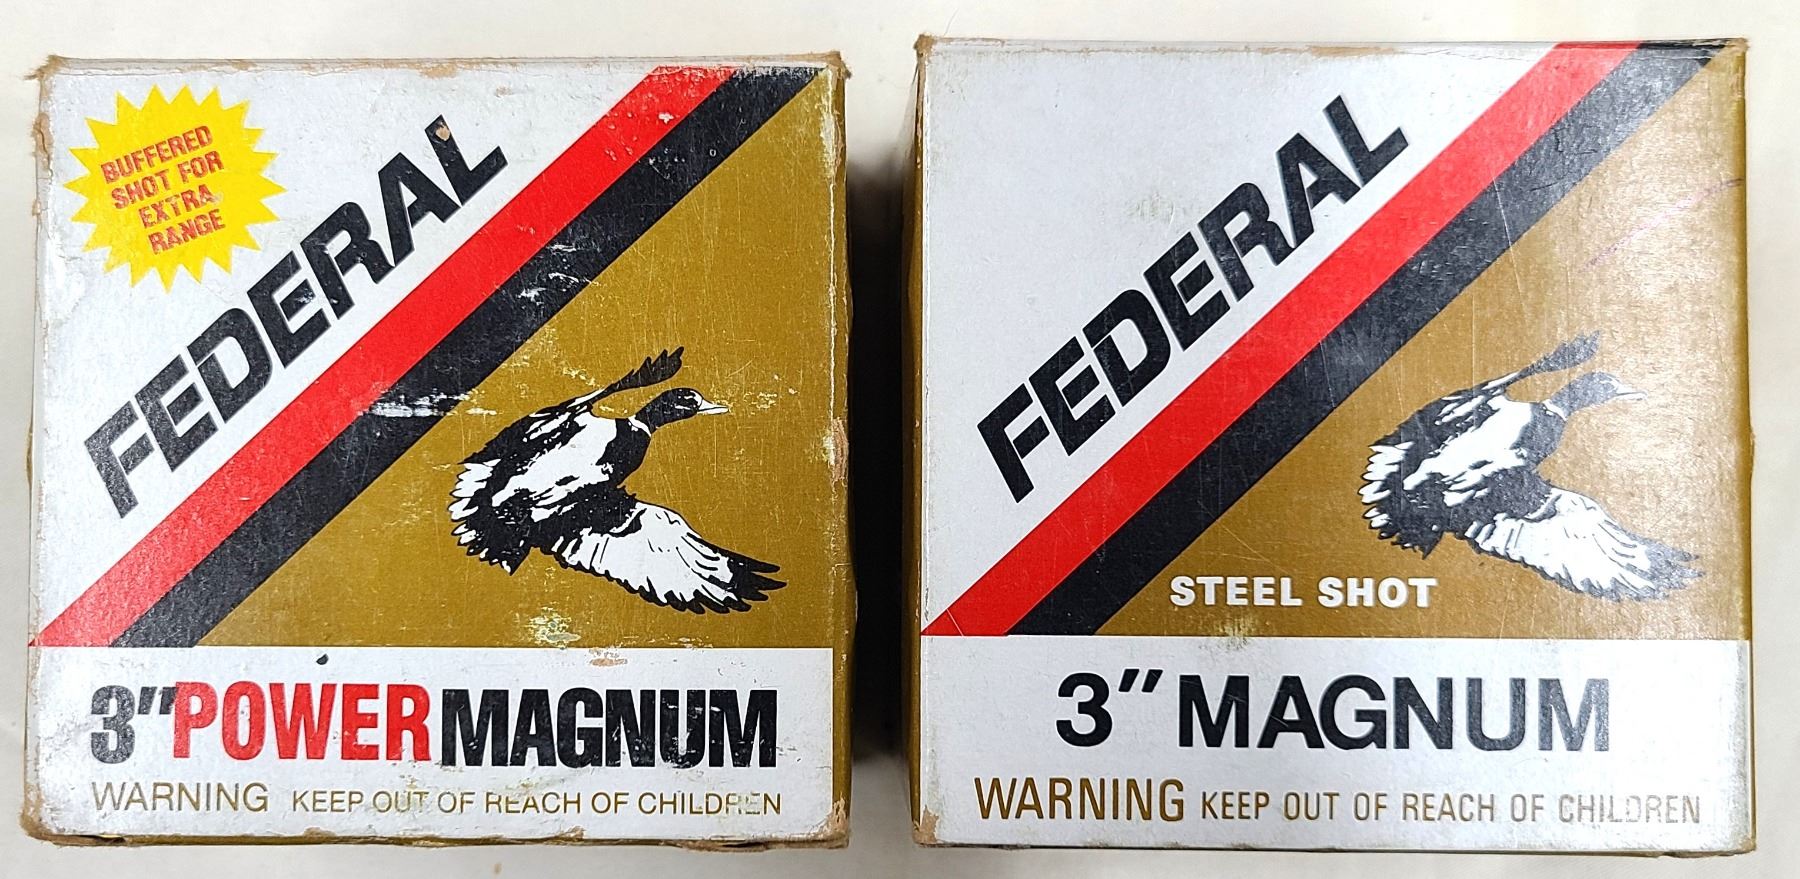 BUFFERED
SHOT FOR
EXTRA
RANGE
FEDERAL
3" POWER MAGNUM
WARNING KEEP OUT OF REACH OF CHILDREN
FEDERAL
STEEL SHOT
3" MAGNUM
WARNING KEEP OUT OF REACH OF CHILDREN